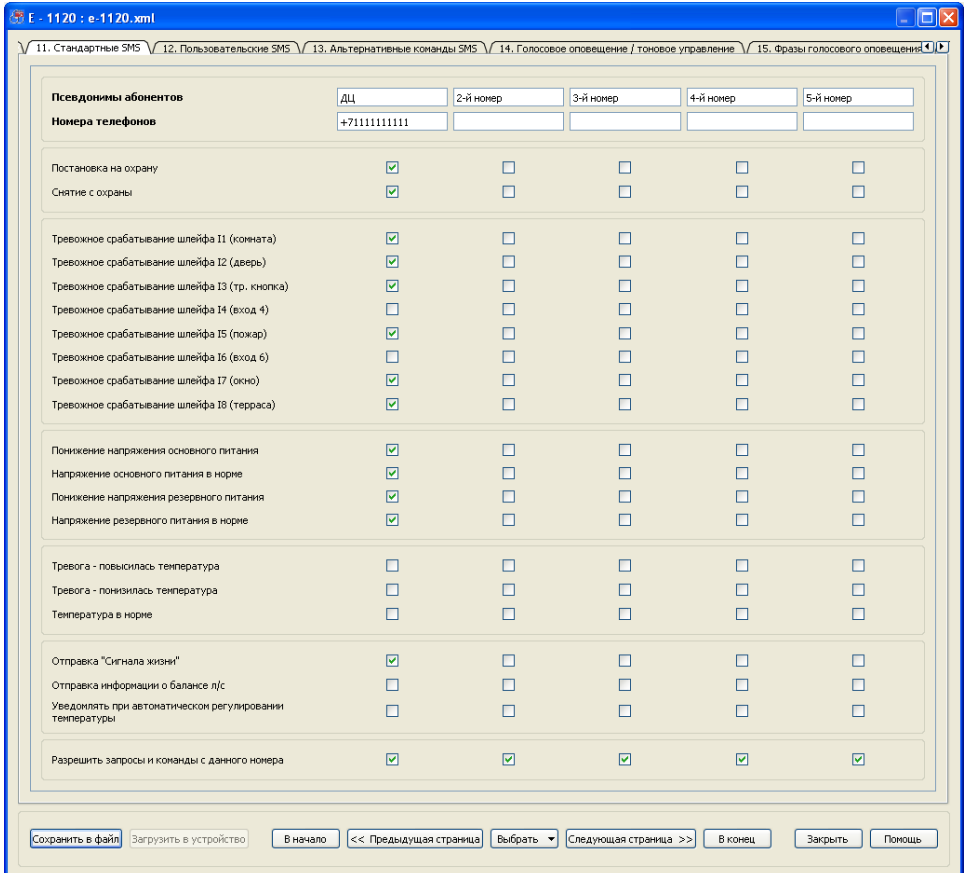 E - 1120 : e-1120.xml
11. Стандартные SMS 12. Пользовательские SMS 13. Альтернативные команды SMS 14. Голосовое оповещение / тоновое управление 15. Фразы голосового оповещения
Псевдонимы абонентов ДЦ 2-й номер 3-й номер 4-й номер 5-й номер
Номера телефонов +71111111111
Постановка на охрану
Снятие с охраны
Тревожное срабатывание шлейфа I1 (комната)
Тревожное срабатывание шлейфа I2 (дверь)
Тревожное срабатывание шлейфа I3 (тр. кнопка)
Тревожное срабатывание шлейфа I4 (вход 4)
Тревожное срабатывание шлейфа I5 (пожар)
Тревожное срабатывание шлейфа I6 (вход 6)
Тревожное срабатывание шлейфа I7 (окно)
Тревожное срабатывание шлейфа I8 (терраса)
Понижение напряжения основного питания
Напряжение основного питания в норме
Понижение напряжения резервного питания
Напряжение резервного питания в норме
Тревога - повысилась температура
Тревога - понизилась температура
Температура в норме
Отправка "Сигнала жизни"
Отправка информации о балансе л/с
Уведомлять при автоматическом регулировании
температуры
Разрешить запросы и команды с данного номера
Сохранить в файл Загрузить в устройство В начало << Предыдущая страница Выбрать Следующая страница >> В конец Закрыть Помощь